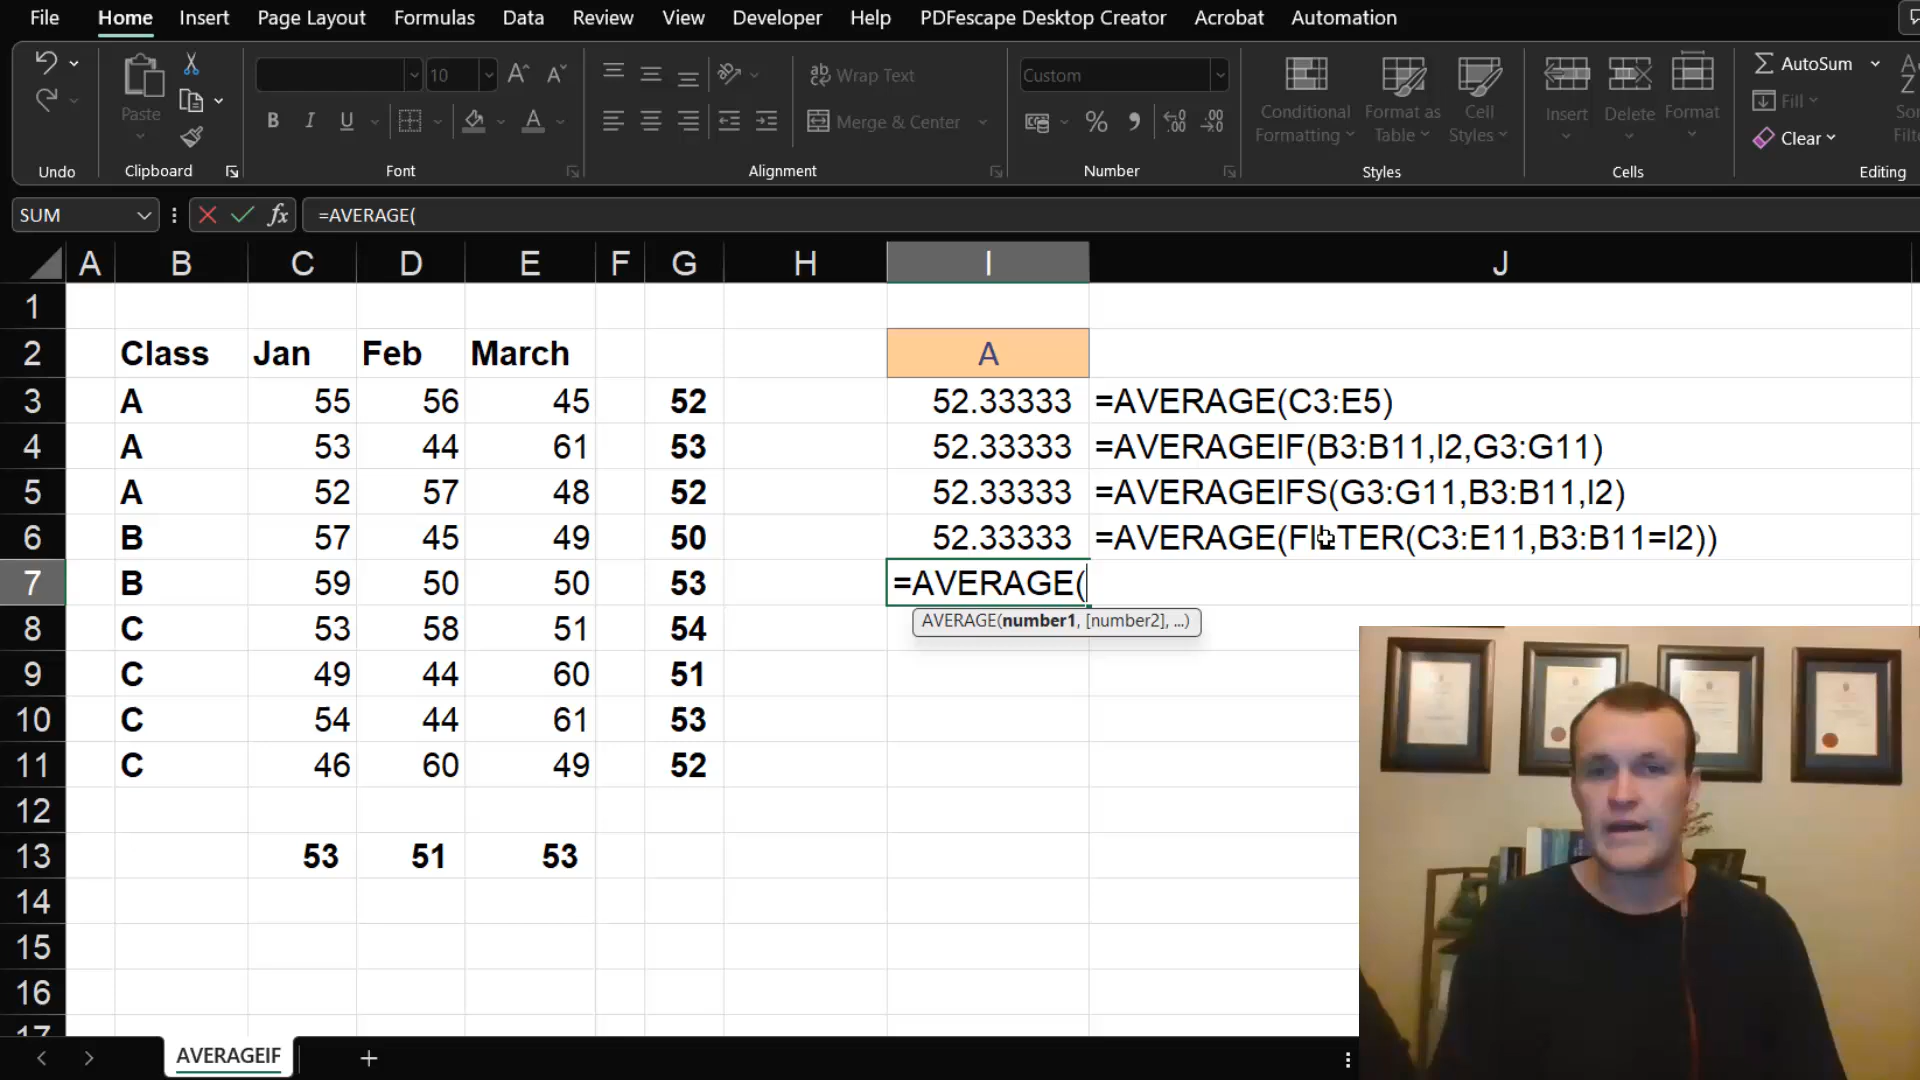 File Home Insert Page Layout Formulas Data Review View Developer Help PDFescape Desktop Creator Acrobat Automation
10 ab Wrap Text Custom AutoSum
Paste Conditional Format as Cell Insert Delete Format Fill
B I U A Merge & Center % Formatting Table Styles Clear
Undo Clipboard Font Alignment Number Styles Cells Editing
SUM fx =AVERAGE(
A B C D E F G H I J
1
2 Class Jan Feb March A
3 A 55 56 45 52 52.33333 =AVERAGE(C3:E5)
4 A 53 44 61 53 52.33333 =AVERAGEIF(B3:B11,I2,G3:G11)
5 A 52 57 48 52 52.33333 =AVERAGEIFS(G3:G11,B3:B11,I2)
6 B 57 45 49 50 52.33333 =AVERAGE(FILTER(C3:E11,B3:B11=I2))
7 B 59 50 50 53 =AVERAGE(
AVERAGE(number1, [number2], ...)
8 C 53 58 51 54
9 C 49 44 60 51
10 C 54 44 61 53
11 C 46 60 49 52
12
13 53 51 53
14
15
16
17
AVERAGEIF